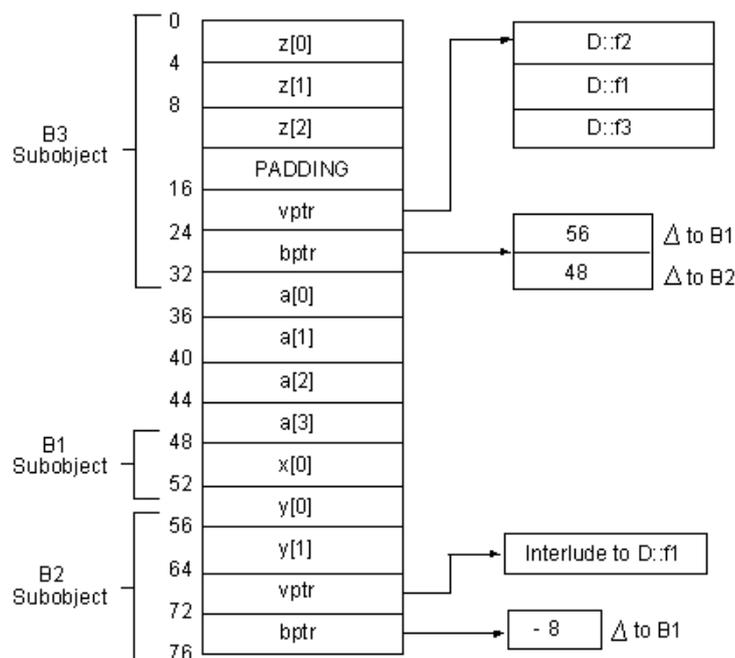 0
z[0]
4
z[1]
8
z[2]
PADDING
16
vptr
24
bptr
32
a[0]
36
a[1]
40
a[2]
44
a[3]
48
x[0]
52
y[0]
56
y[1]
64
vptr
72
bptr
76
B3
Subobject
B1
Subobject
B2
Subobject
D::f2
D::f1
D::f3
56 Δ to B1
48 Δ to B2
Interlude to D::f1
- 8 Δ to B1